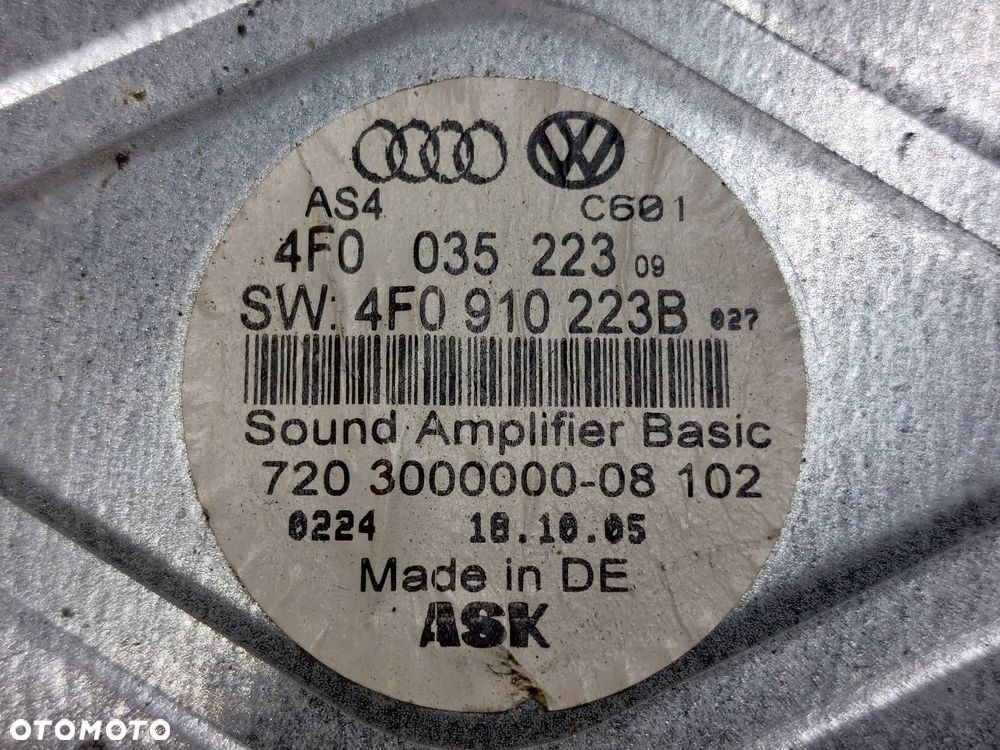 AS4 C601
4F0 035 223 09
SW: 4F0 910 223B 027
Sound Amplifier Basic
720 3000000-08 102
0224 18.10.05
Made in DE
ASK
OTOMOTO